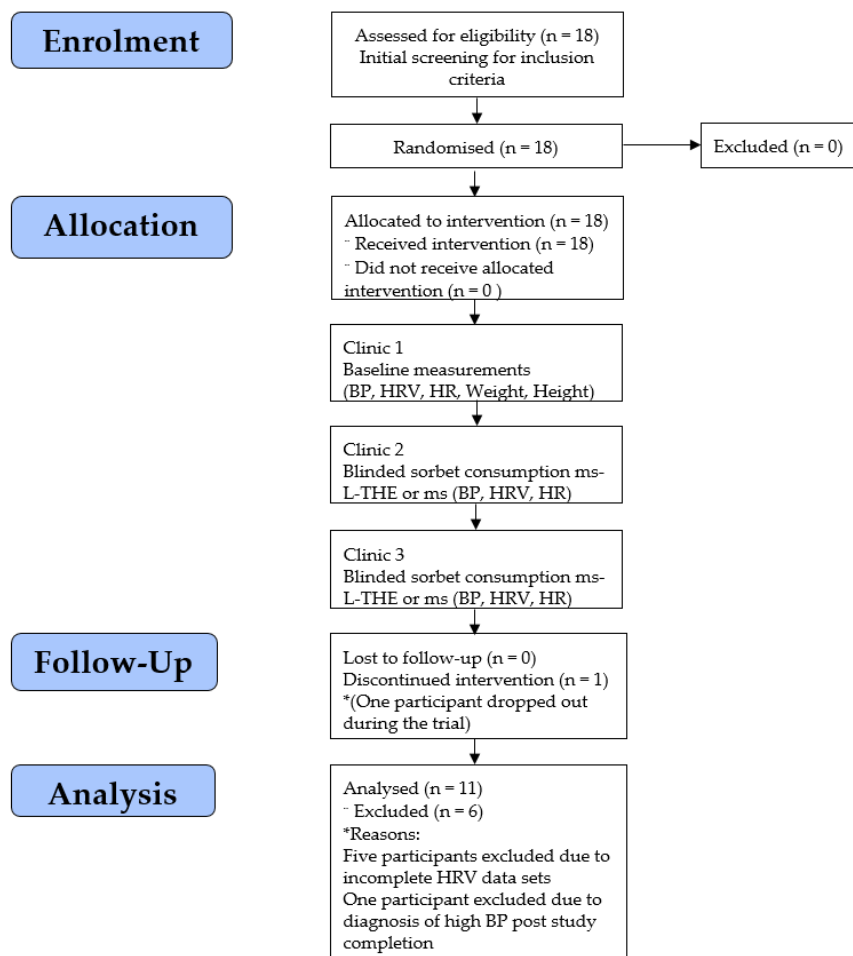 Enrolment
Assessed for eligibility (n = 18)
Initial screening for inclusion
criteria
Randomised (n = 18)
Excluded (n = 0)
Allocation
Allocated to intervention (n = 18)
¨ Received intervention (n = 18)
¨ Did not receive allocated
intervention (n = 0 )
Clinic 1
Baseline measurements
(BP, HRV, HR, Weight, Height)
Clinic 2
Blinded sorbet consumption ms-
L-THE or ms (BP, HRV, HR)
Clinic 3
Blinded sorbet consumption ms-
L-THE or ms (BP, HRV, HR)
Follow-Up
Lost to follow-up (n = 0)
Discontinued intervention (n = 1)
*(One participant dropped out
during the trial)
Analysis
Analysed (n = 11)
¨ Excluded (n = 6)
*Reasons:
Five participants excluded due to
incomplete HRV data sets
One participant excluded due to
diagnosis of high BP post study
completion